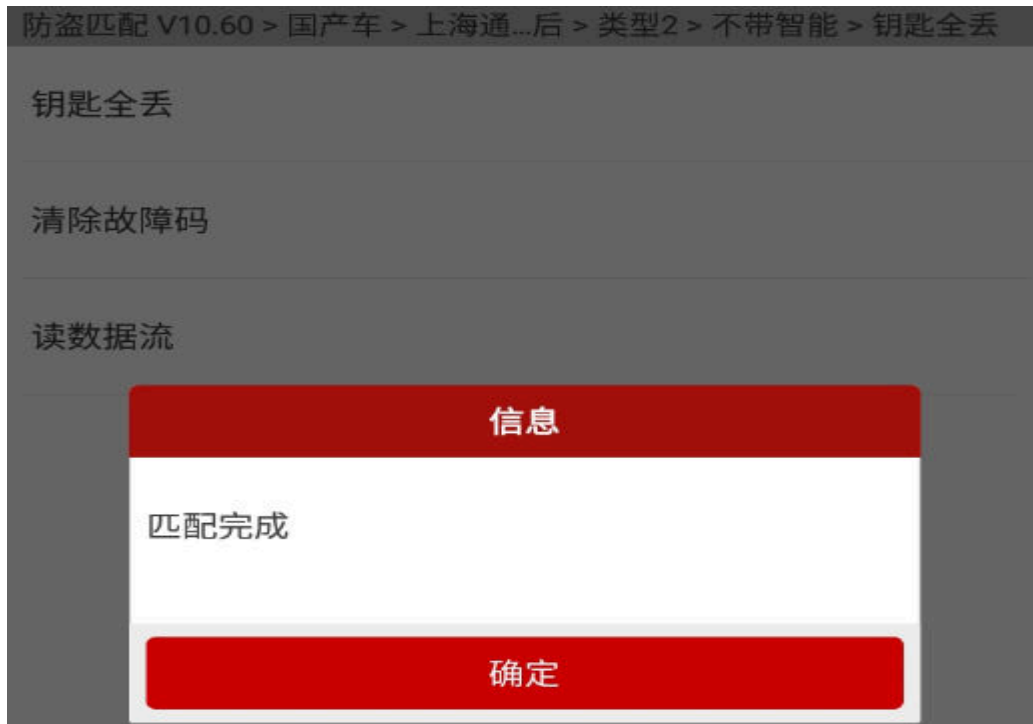 防盗匹配 V10.60 > 国产车 > 上海通...后 > 类型2 > 不带智能 > 钥匙全丢
钥匙全丢
清除故障码
读数据流
信息
匹配完成
确定